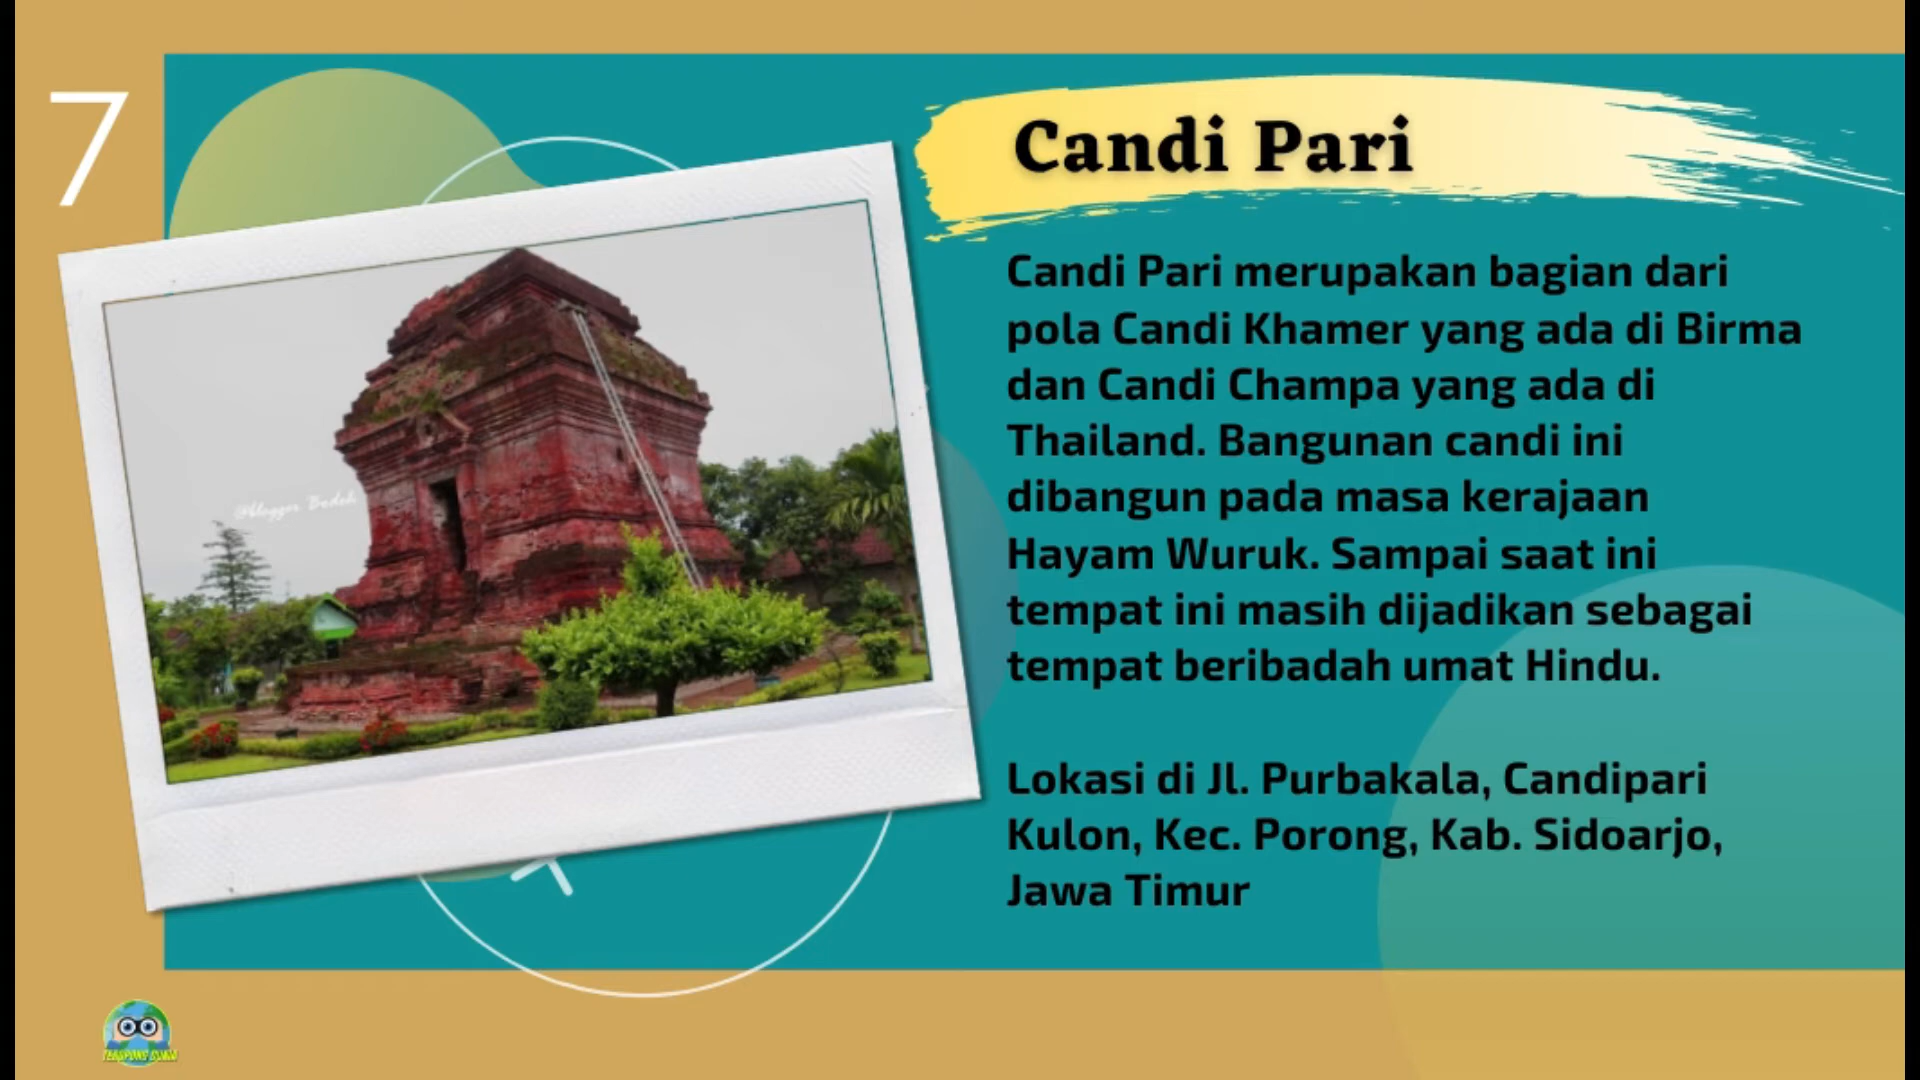 7
Candi Pari
@blogger Bodoh
Candi Pari merupakan bagian dari
pola Candi Khamer yang ada di Birma
dan Candi Champa yang ada di
Thailand. Bangunan candi ini
dibangun pada masa kerajaan
Hayam Wuruk. Sampai saat ini
tempat ini masih dijadikan sebagai
tempat beribadah umat Hindu.
Lokasi di Jl. Purbakala, Candipari
Kulon, Kec. Porong, Kab. Sidoarjo,
Jawa Timur